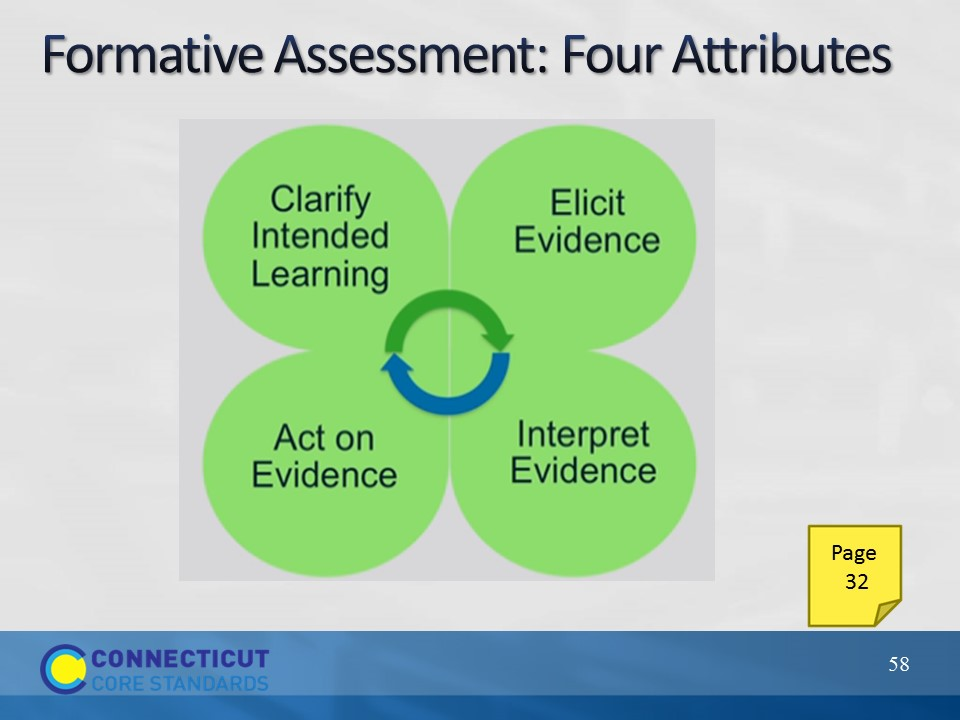 Formative Assessment: Four Attributes
Clarify
Intended
Learning
Elicit
Evidence
Act on
Evidence
Interpret
Evidence
Page
32
CONNECTICUT
CORE STANDARDS
58